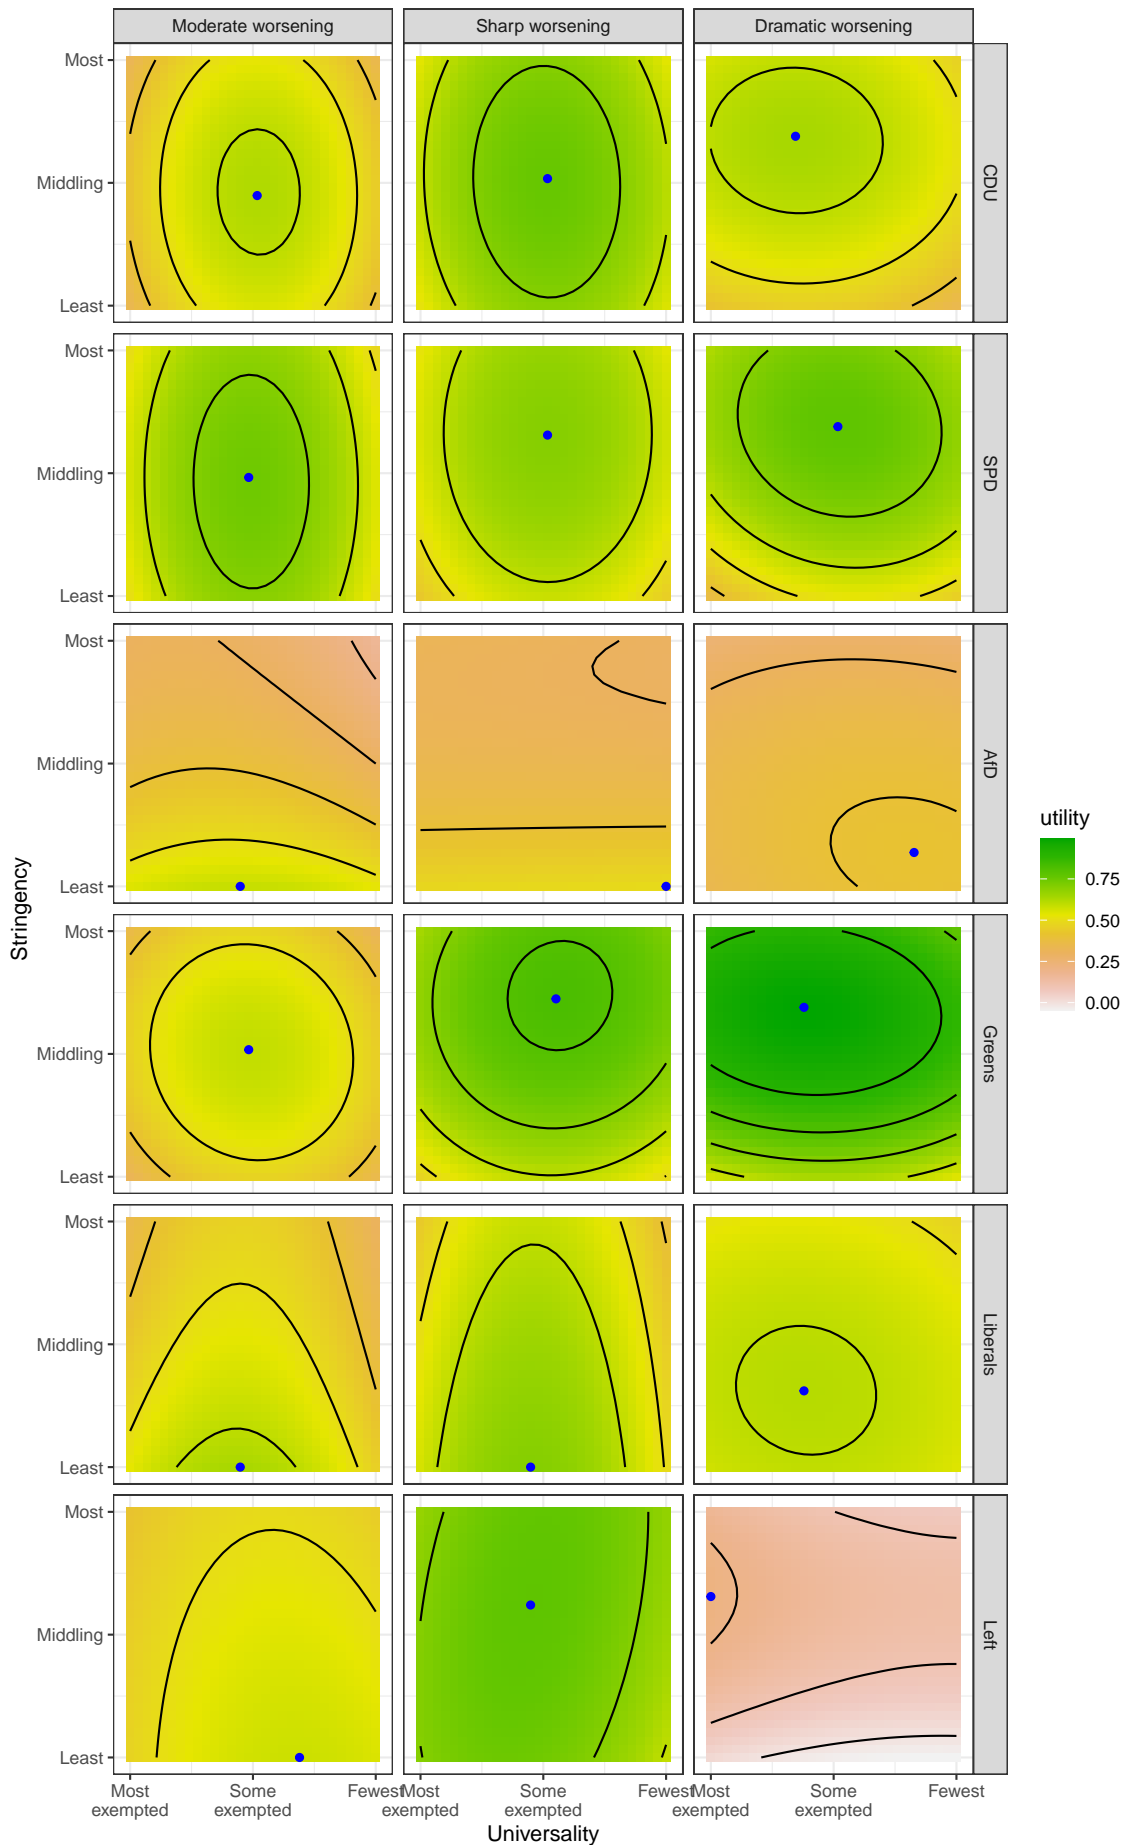 Moderate worsening
Sharp worsening
Dramatic worsening
Most
Middling
Least
CDU
Most
Middling
Least
SPD
Most
Middling
Least
AfD
Stringency
Most
Middling
Least
Greens
utility
0.75
0.50
0.25
0.00
Most
Middling
Least
Liberals
Most
Middling
Least
Left
Most
exempted
Some
exempted
Fewest
Most
exempted
Some
exempted
Fewest
Most
exempted
Some
exempted
Fewest
Universality